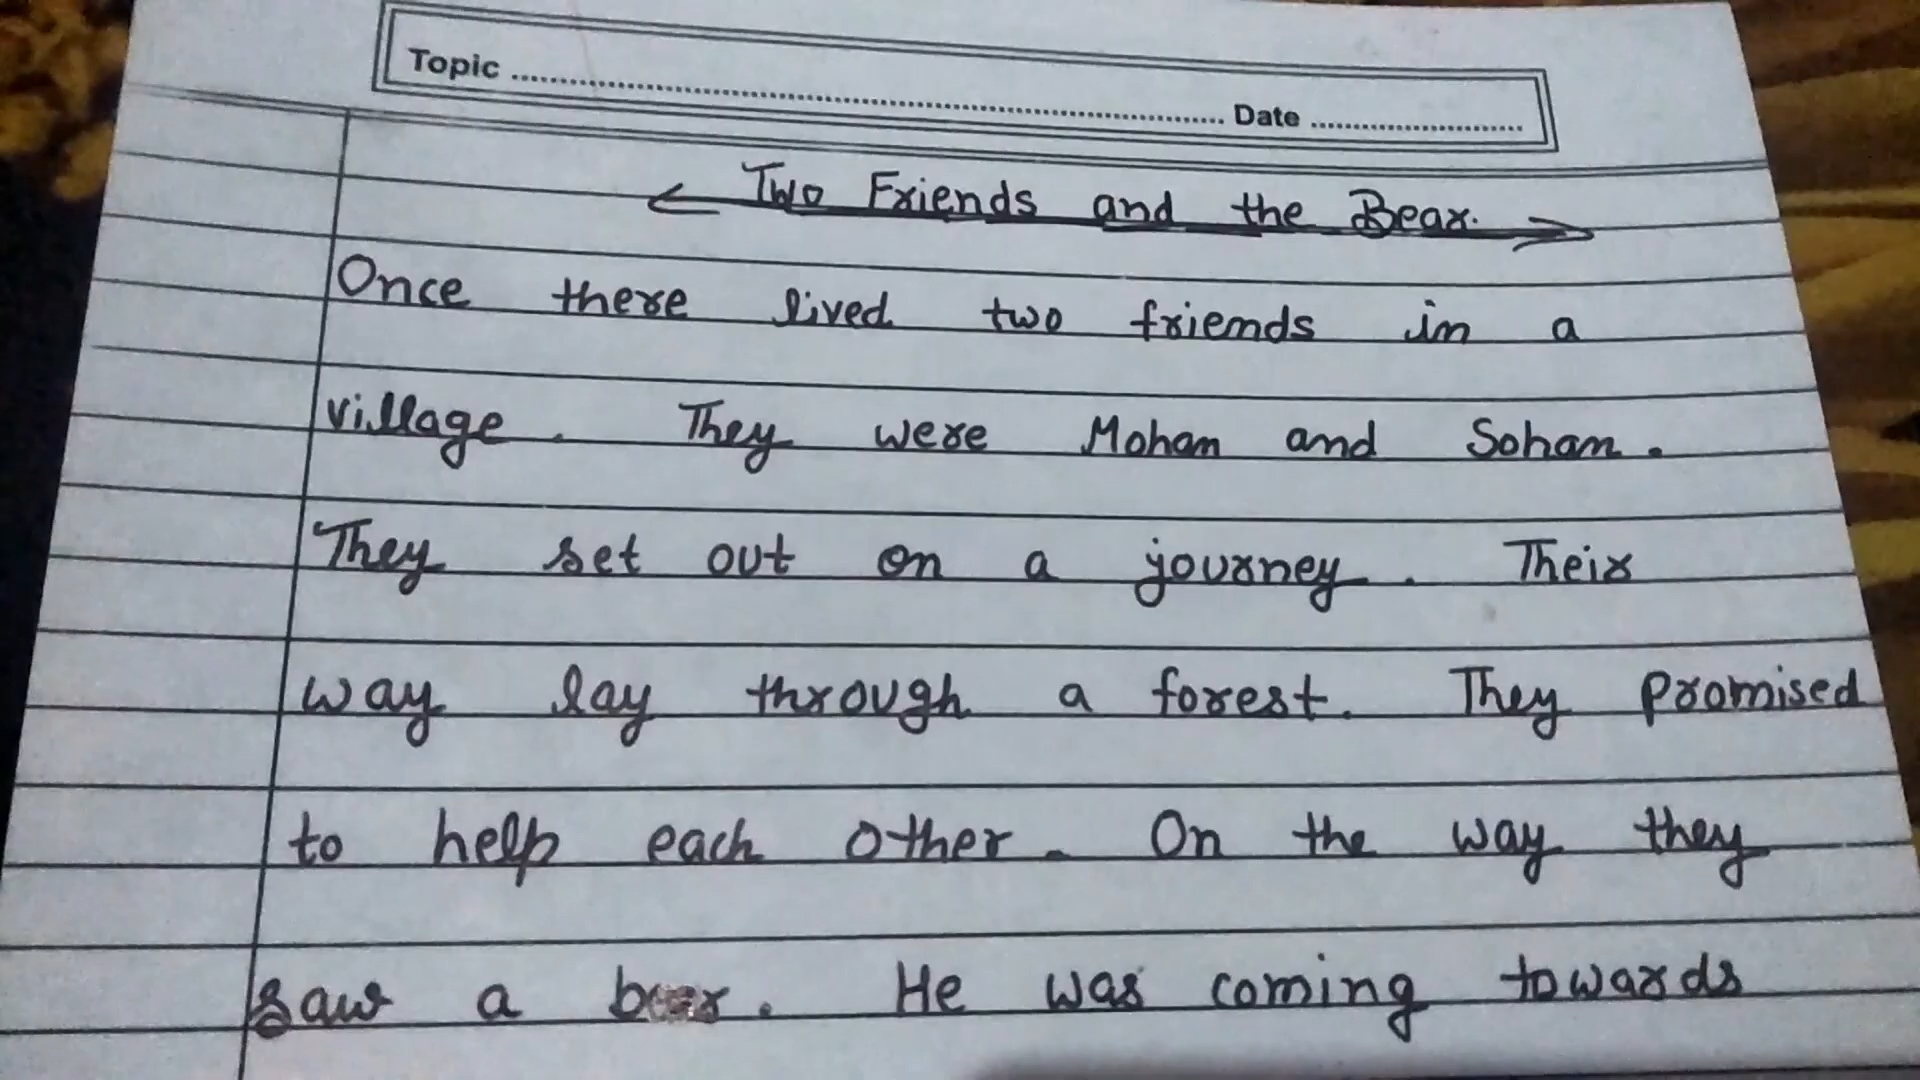 Topic ........................ Date ............
Two Friends and the Bear.
Once there lived two friends in a
village. They were Mohan and Sohan.
They set out on a journey. Their
way lay through a forest. They promised
to help each other. On the way they
saw a bear. He was coming towards